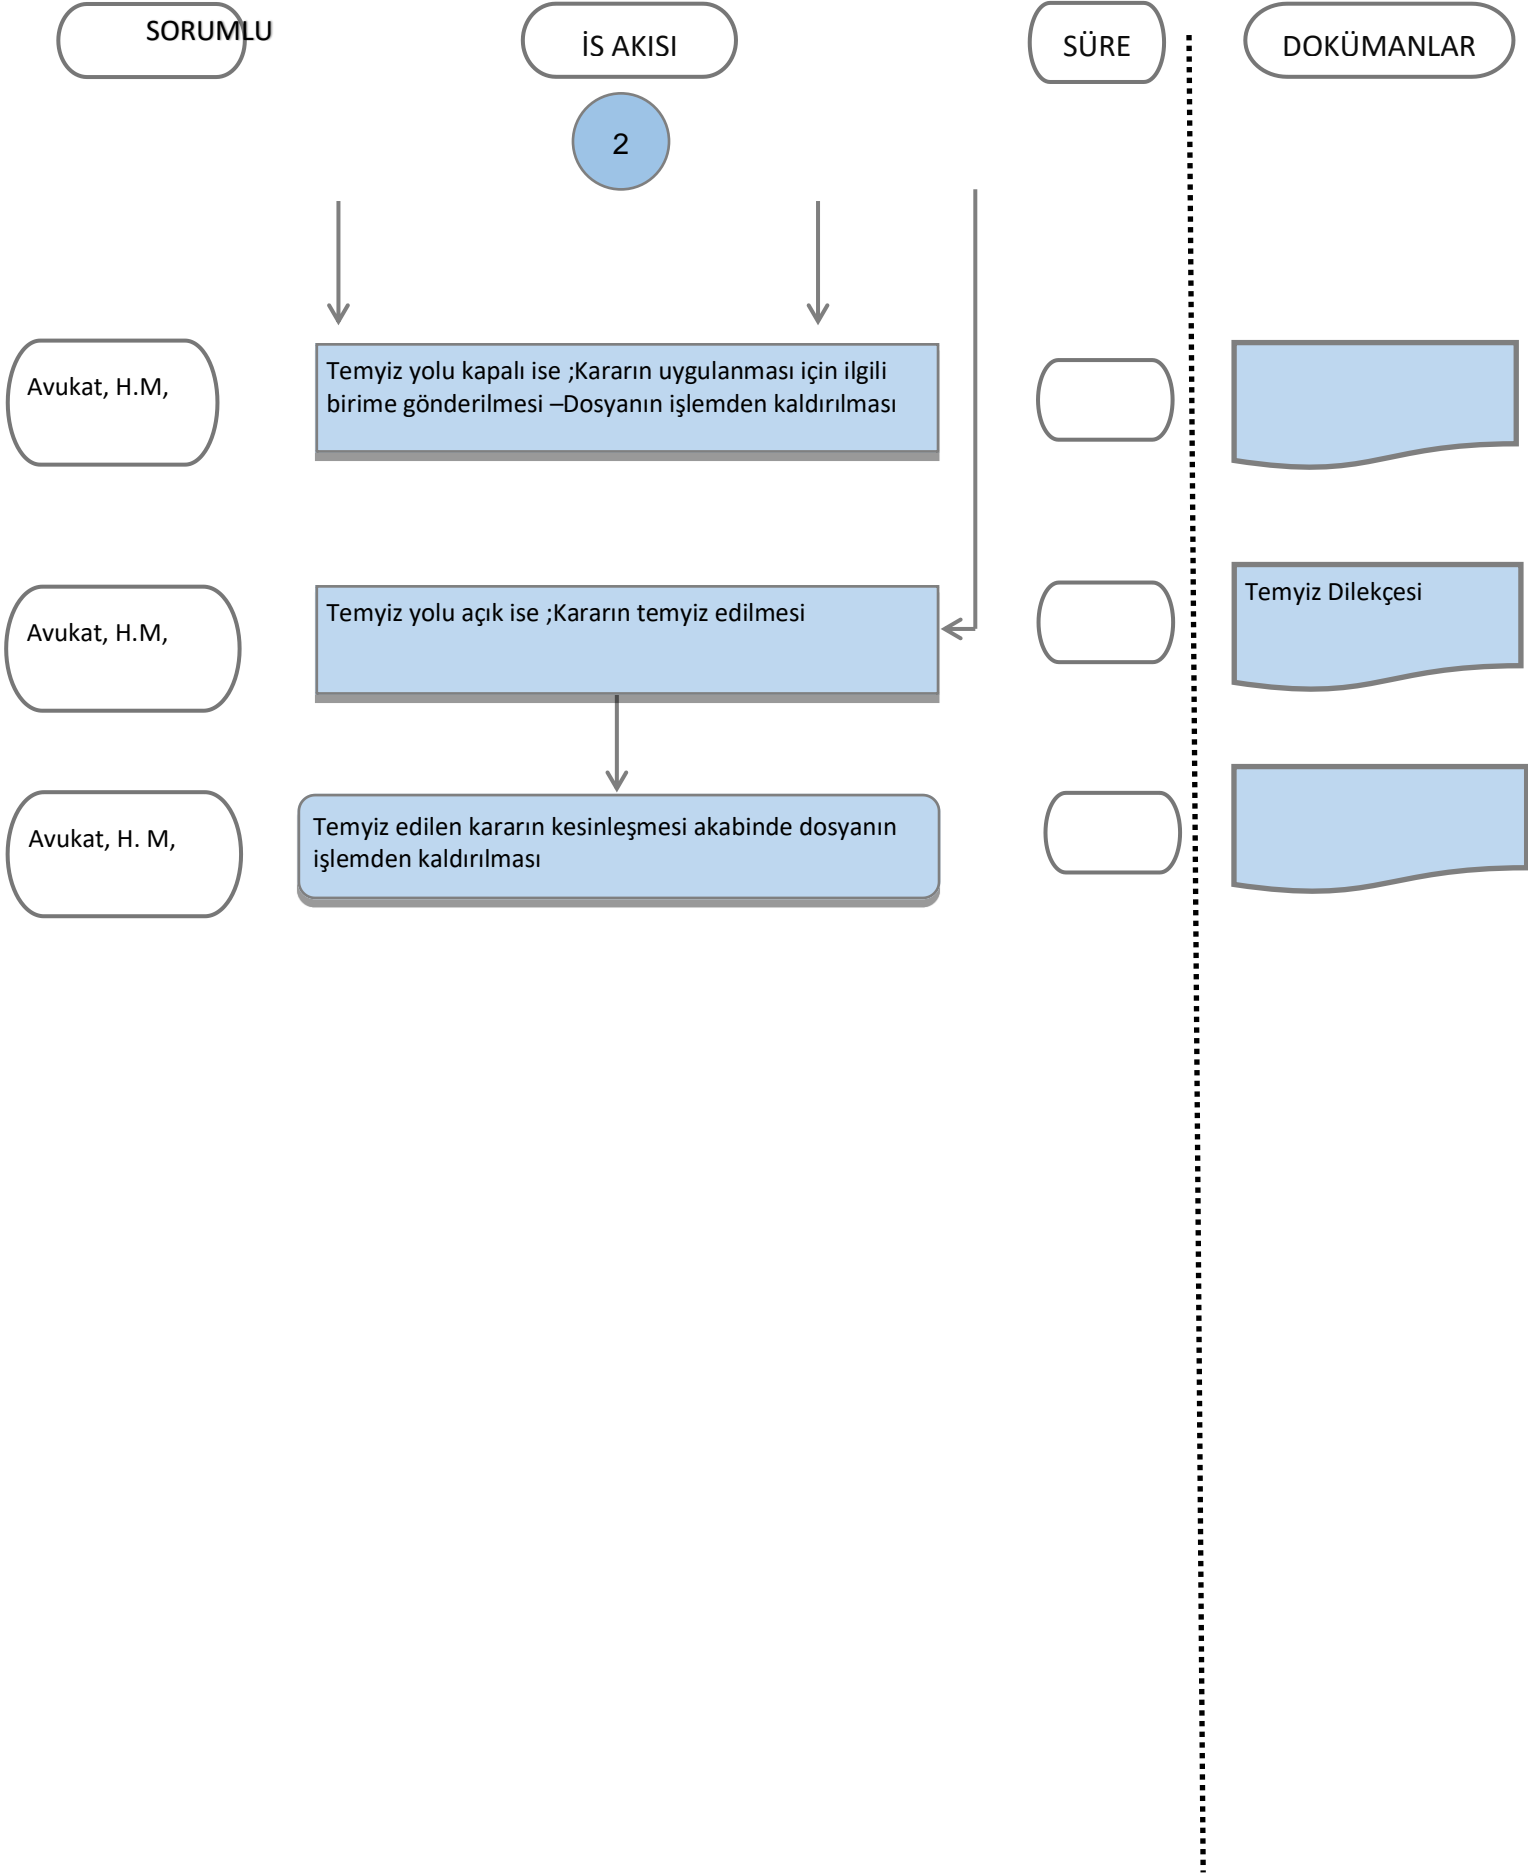 SORUMLU
İS AKISI
SÜRE
DOKÜMANLAR
2
Avukat, H.M,
Temyiz yolu kapalı ise ;Kararın uygulanması için ilgili
birime gönderilmesi –Dosyanın işlemden kaldırılması
Avukat, H.M,
Temyiz yolu açık ise ;Kararın temyiz edilmesi
Temyiz Dilekçesi
Avukat, H. M,
Temyiz edilen kararın kesinleşmesi akabinde dosyanın
işlemden kaldırılması